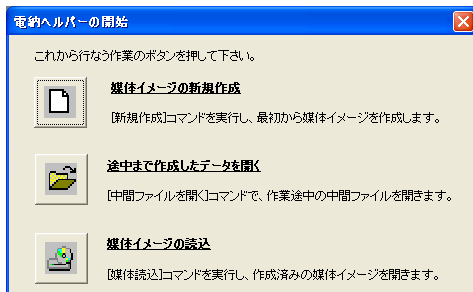 電納ヘルパーの開始
これから行なう作業のボタンを押して下さい。
媒体イメージの新規作成
[新規作成]コマンドを実行し、最初から媒体イメージを作成します。
途中まで作成したデータを開く
[中間ファイルを開く]コマンドで、作業途中の中間ファイルを開きます。
媒体イメージの読込
[媒体読込]コマンドを実行し、作成済みの媒体イメージを開きます。